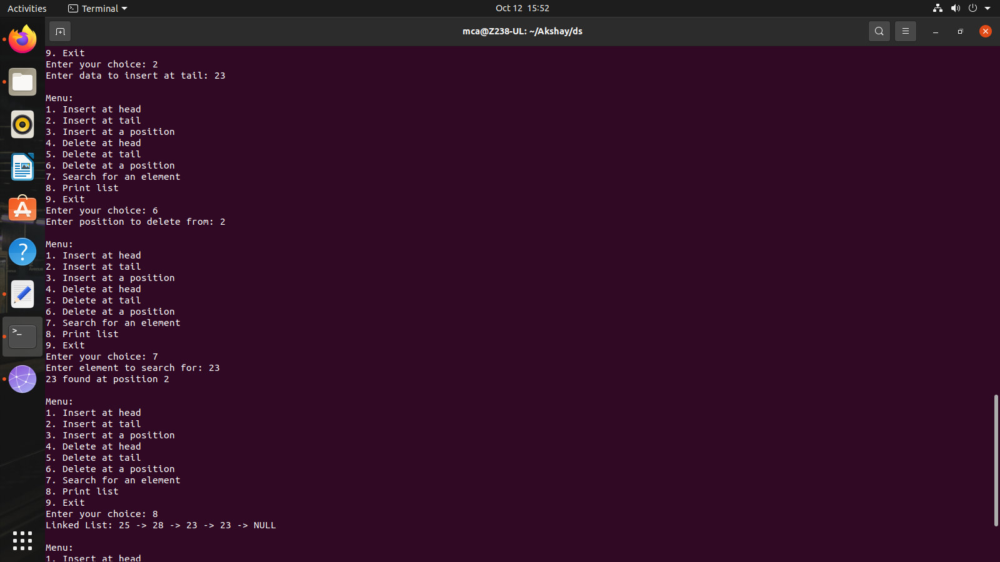 Activities
Terminal
Oct 12 15:52
mca@Z238-UL: ~/Akshay/ds
9. Exit
Enter your choice: 2
Enter data to insert at tail: 23
Menu:
1. Insert at head
2. Insert at tail
3. Insert at a position
4. Delete at head
5. Delete at tail
6. Delete at a position
7. Search for an element
8. Print list
9. Exit
Enter your choice: 6
Enter position to delete from: 2
Menu:
1. Insert at head
2. Insert at tail
3. Insert at a position
4. Delete at head
5. Delete at tail
6. Delete at a position
7. Search for an element
8. Print list
9. Exit
Enter your choice: 7
Enter element to search for: 23
23 found at position 2
Menu:
1. Insert at head
2. Insert at tail
3. Insert at a position
4. Delete at head
5. Delete at tail
6. Delete at a position
7. Search for an element
8. Print list
9. Exit
Enter your choice: 8
Linked List: 25 -> 28 -> 23 -> 23 -> NULL
Menu:
1. Insert at head